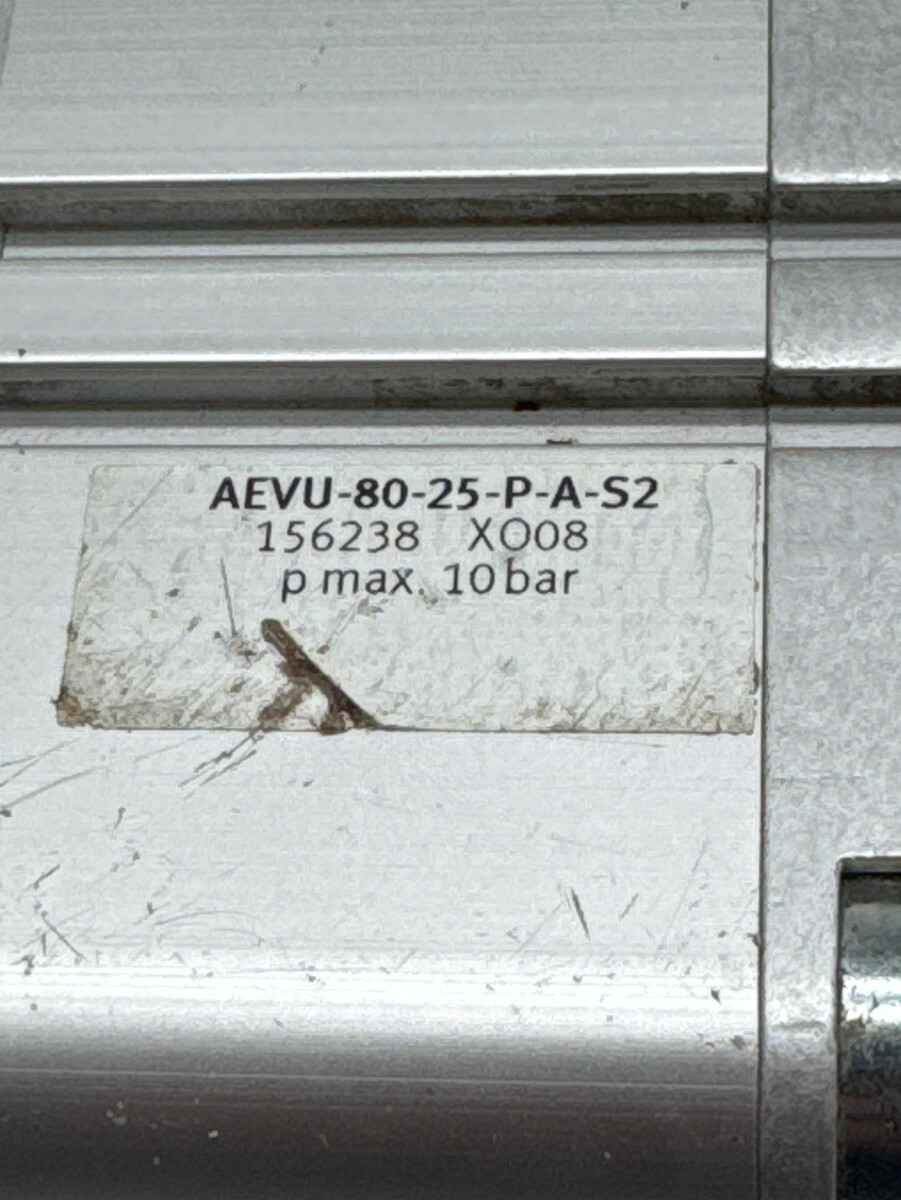 AEVU-80-25-P-A-S2
156238 XO08
p max. 10 bar